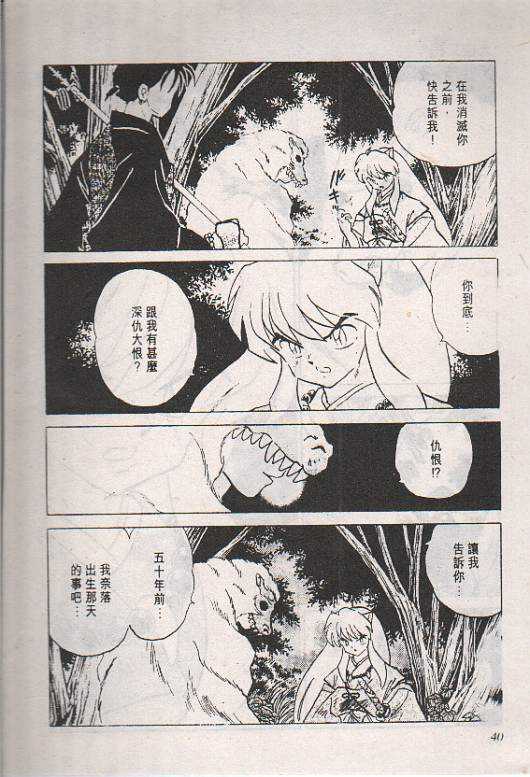 在我消滅你
之前，
快告訴我！
你到底…
跟我有甚麼
深仇大恨？
仇恨!?
讓我
告訴你…
五十年前…
我奈落
出生那天
的事吧…
40